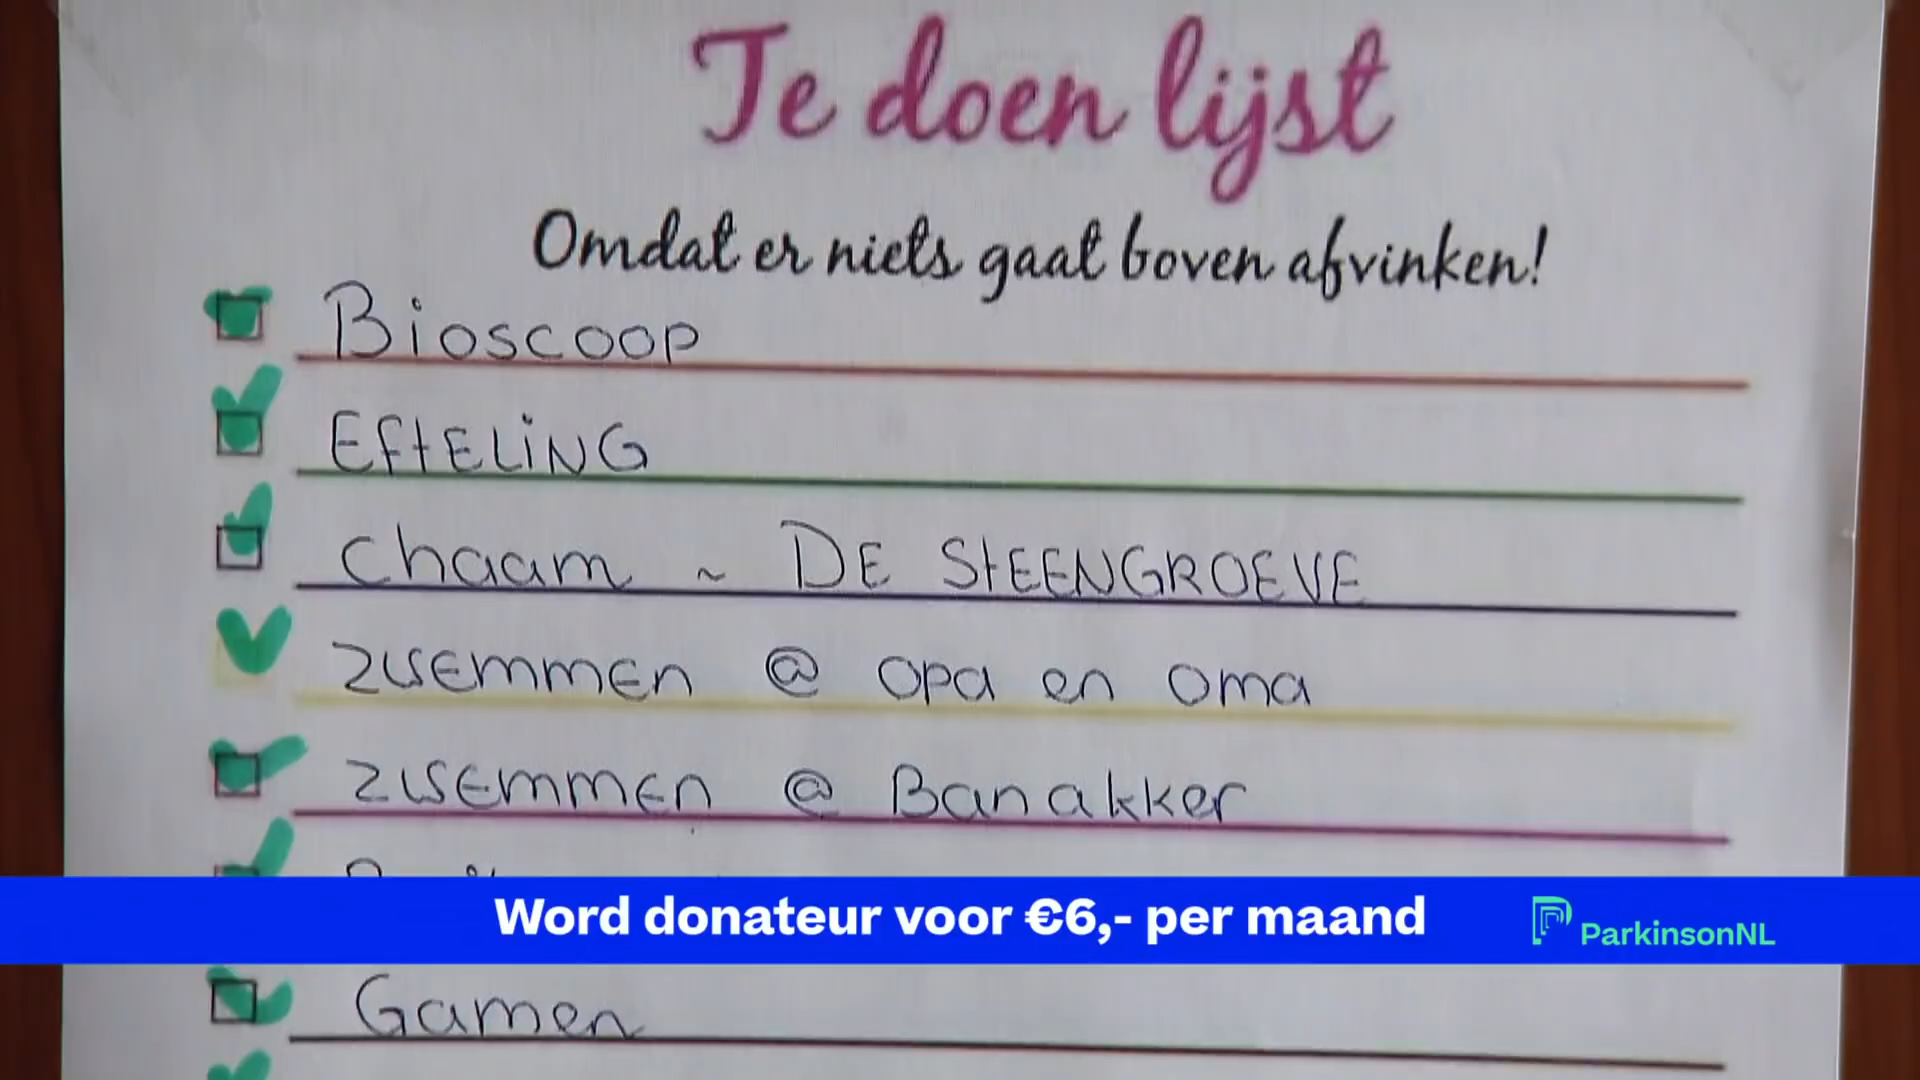 Te doen lijst
Omdat er niets gaat boven afvinken!
Bioscoop
EftELiNG
Chaam ~ DE StEENGROEVE
zwemmen @ opa en oma
zwemmen @ Banakker
Word donateur voor €6,- per maand
ParkinsonNL
Gamen